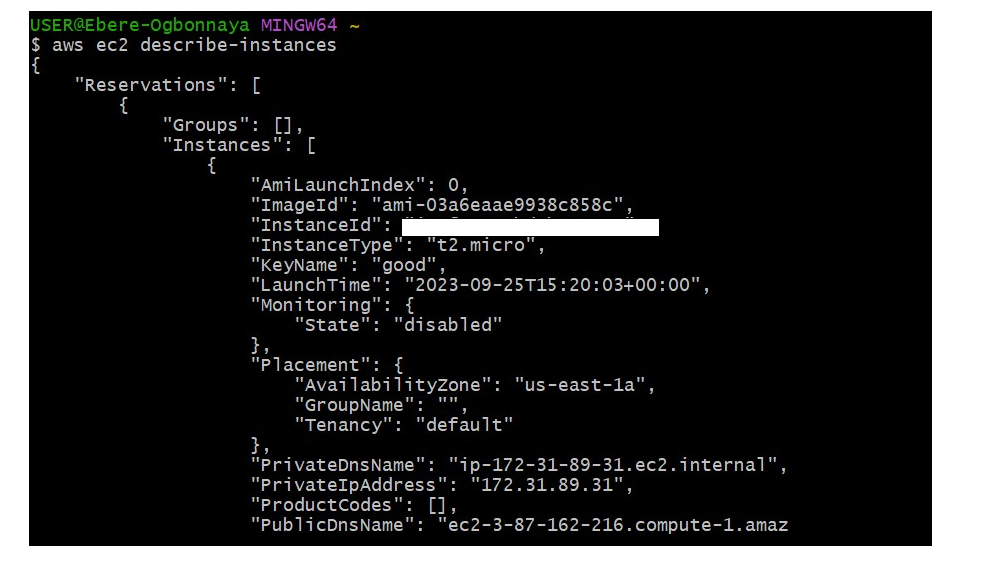 USER@Ebere-Ogbonnaya MINGW64 ~
$ aws ec2 describe-instances
{
    "Reservations": [
        {
            "Groups": [],
            "Instances": [
                {
                    "AmiLaunchIndex": 0,
                    "ImageId": "ami-03a6eaae9938c858c",
                    "InstanceId":
                    "InstanceType": "t2.micro",
                    "KeyName": "good",
                    "LaunchTime": "2023-09-25T15:20:03+00:00",
                    "Monitoring": {
                        "State": "disabled"
                    },
                    "Placement": {
                        "AvailabilityZone": "us-east-1a",
                        "GroupName": "",
                        "Tenancy": "default"
                    },
                    "PrivateDnsName": "ip-172-31-89-31.ec2.internal",
                    "PrivateIpAddress": "172.31.89.31",
                    "ProductCodes": [],
                    "PublicDnsName": "ec2-3-87-162-216.compute-1.amaz